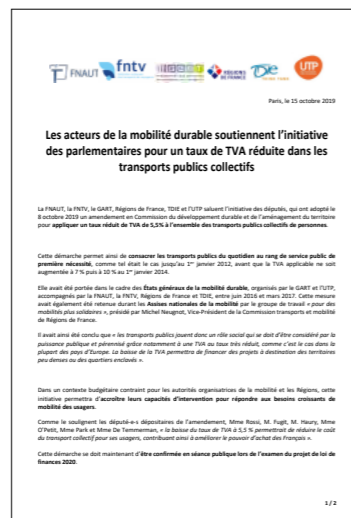 FNAUT fntv GART RÉGIONS DE FRANCE TDIE UTP
Paris, le 15 octobre 2019
Les acteurs de la mobilité durable soutiennent l'initiative
des parlementaires pour un taux de TVA réduite dans les
transports publics collectifs
La FNAUT, la FNTV, le GART, Régions de France, TDIE et l'UTP saluent l'initiative des députés, qui ont adopté le
8 octobre 2019 un amendement en Commission du développement durable et de l'aménagement du territoire
pour appliquer un taux réduit de TVA de 5,5% à l'ensemble des transports publics collectifs de personnes.
Cette démarche permet ainsi de consacrer les transports publics du quotidien au rang de service public de
première nécessité, comme tel était le cas jusqu'au 1er janvier 2012, avant que la TVA applicable ne soit
augmentée à 7 % puis à 10 % au 1er janvier 2014.
Elle avait été portée dans le cadre des États généraux de la mobilité durable, organisés par le GART et l'UTP,
accompagnés par la FNAUT, la FNTV, Régions de France et TDIE, entre juin 2016 et mars 2017. Cette mesure
avait également été retenue durant les Assises nationales de la mobilité par le groupe de travail « pour des
mobilités plus solidaires », présidé par Michel Neugnot, Vice-Président de la Commission transports et mobilité
de Régions de France.
Il avait ainsi été conclu que « les transports publics jouent donc un rôle social qui se doit d'être considéré par la
puissance publique et pérennisé grâce notamment à une TVA au taux très réduit, comme c'est le cas dans la
plupart des pays d'Europe. La baisse de la TVA permettra de financer des projets à destination des territoires
peu denses ou des quartiers enclavés ».
Dans un contexte budgétaire contraint pour les autorités organisatrices de la mobilité et les Régions, cette
initiative permettra d'accroître leurs capacités d'intervention pour répondre aux besoins croissants de
mobilité des usagers.
Comme le soulignent les député-e-s dépositaires de l'amendement, Mme Rossi, M. Fugit, M. Haury, Mme
O'Petit, Mme Park et Mme De Temmerman, « la baisse du taux de TVA à 5,5 % permettrait de réduire le coût
du transport collectif pour ses usagers, contribuant ainsi à améliorer le pouvoir d'achat des Français ».
Cette démarche se doit maintenant d'être confirmée en séance publique lors de l'examen du projet de loi de
finances 2020.
1 / 2